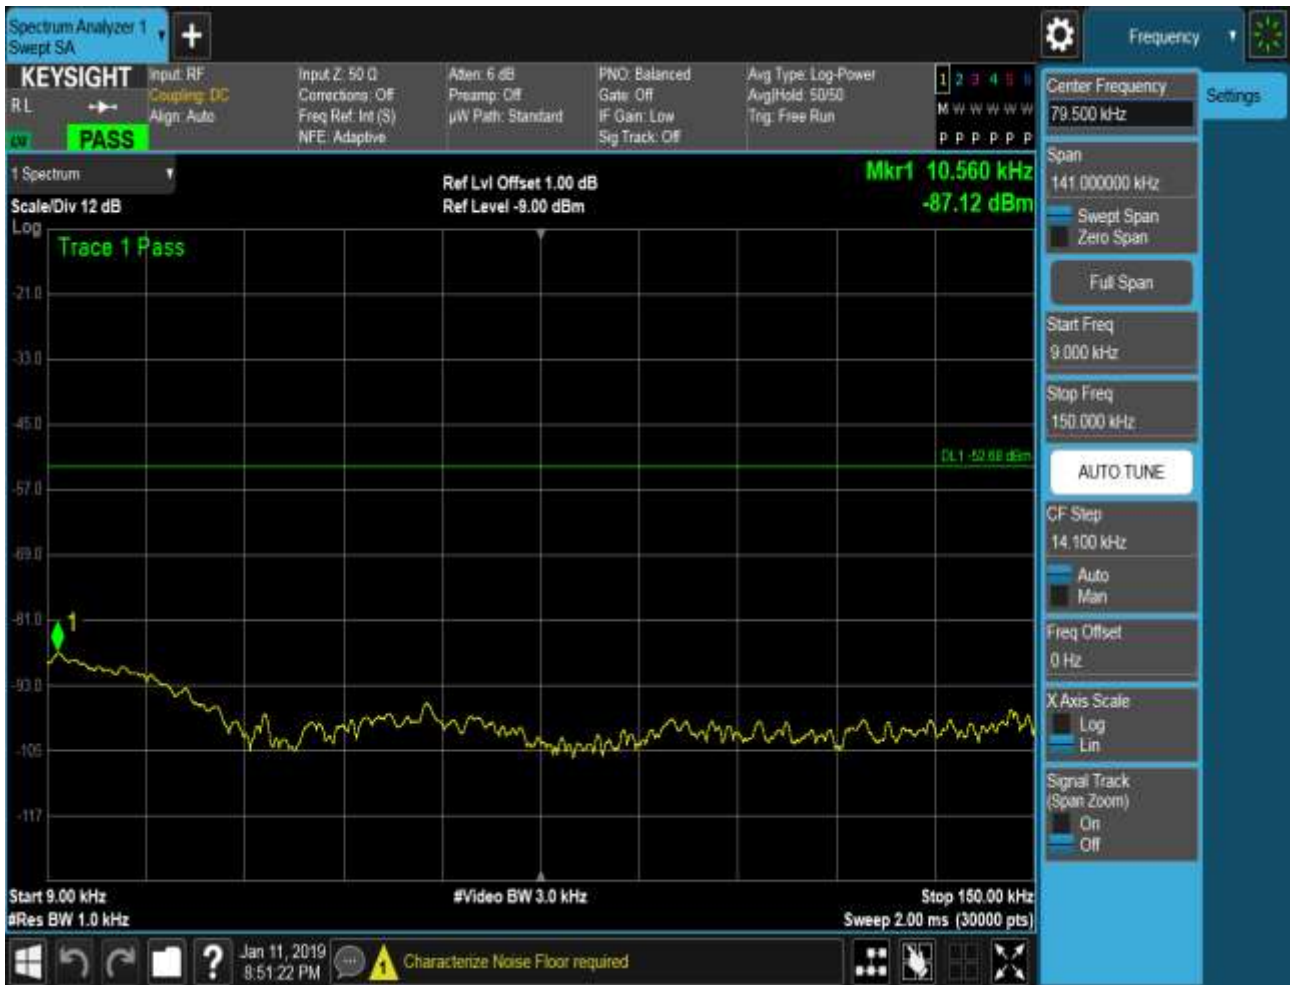 Spectrum Analyzer 1
Swept SA
Frequency
KEYSIGHT
R L
PASS
Input: RF
Coupling: DC
Align: Auto
Input Z: 50 Ω
Corrections: Off
Freq Ref: Int (S)
NFE: Adaptive
Atten: 6 dB
Preamp: Off
µW Path: Standard
PNO: Balanced
Gate: Off
IF Gain: Low
Sig Track: Off
Avg Type: Log-Power
Avg|Hold: 50/50
Trig: Free Run
1 2 3 4 5 6
M W W W W W
P P P P P P
Center Frequency
79.500 kHz
Settings
1 Spectrum
Scale/Div 12 dB
Ref Lvl Offset 1.00 dB
Ref Level -9.00 dBm
Mkr1 10.560 kHz
-87.12 dBm
Log
Trace 1 Pass
-21.0
-33.0
-45.0
DL1 -52.68 dBm
-57.0
-69.0
-81.0
1
-93.0
-105
-117
Start 9.00 kHz
#Video BW 3.0 kHz
Stop 150.00 kHz
#Res BW 1.0 kHz
Sweep 2.00 ms (30000 pts)
Span
141.000000 kHz
Swept Span
Zero Span
Full Span
Start Freq
9.000 kHz
Stop Freq
150.000 kHz
AUTO TUNE
CF Step
14.100 kHz
Auto
Man
Freq Offset
0 Hz
X Axis Scale
Log
Lin
Signal Track
(Span Zoom)
On
Off
?
Jan 11, 2019
8:51:22 PM
1
Characterize Noise Floor required